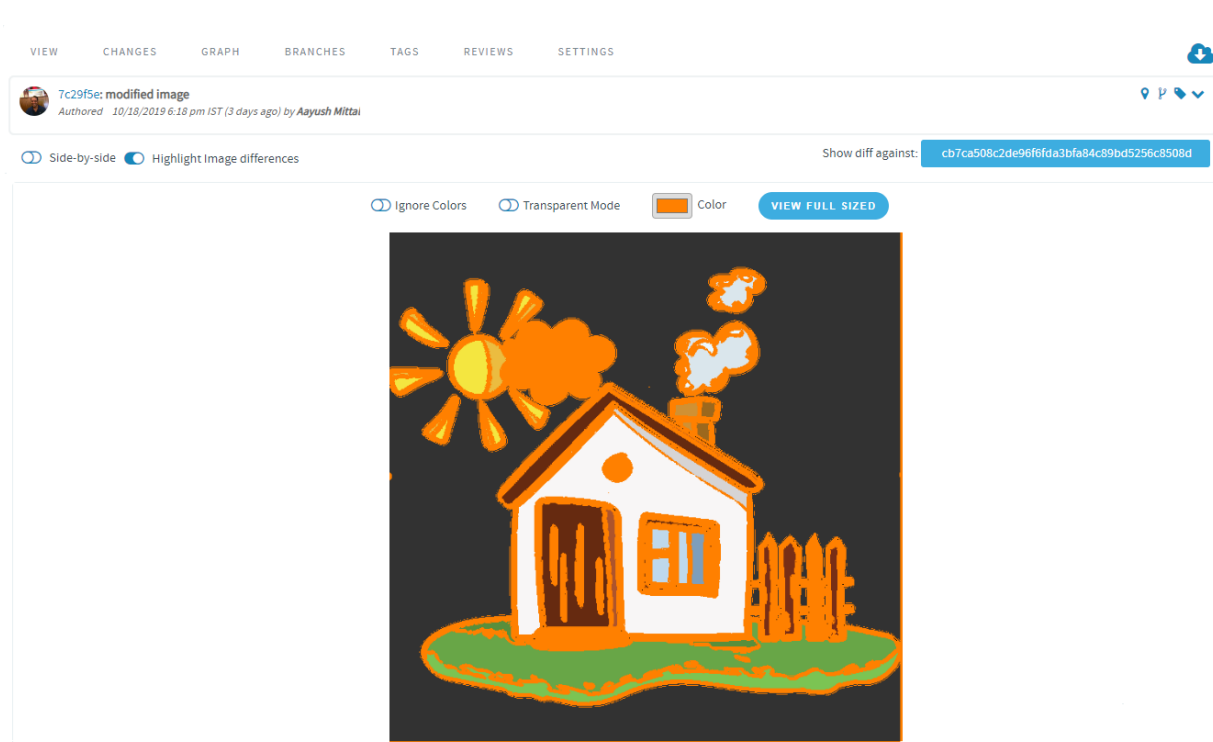 VIEW CHANGES GRAPH BRANCHES TAGS REVIEWS SETTINGS
7c29f5e: modified image
Authored 10/18/2019 6:18 pm IST (3 days ago) by Aayush Mittal
Side-by-side Highlight Image differences Show diff against: cb7ca508c2de96f6fda3bfa84c89bd5256c8508d
Ignore Colors Transparent Mode Color VIEW FULL SIZED